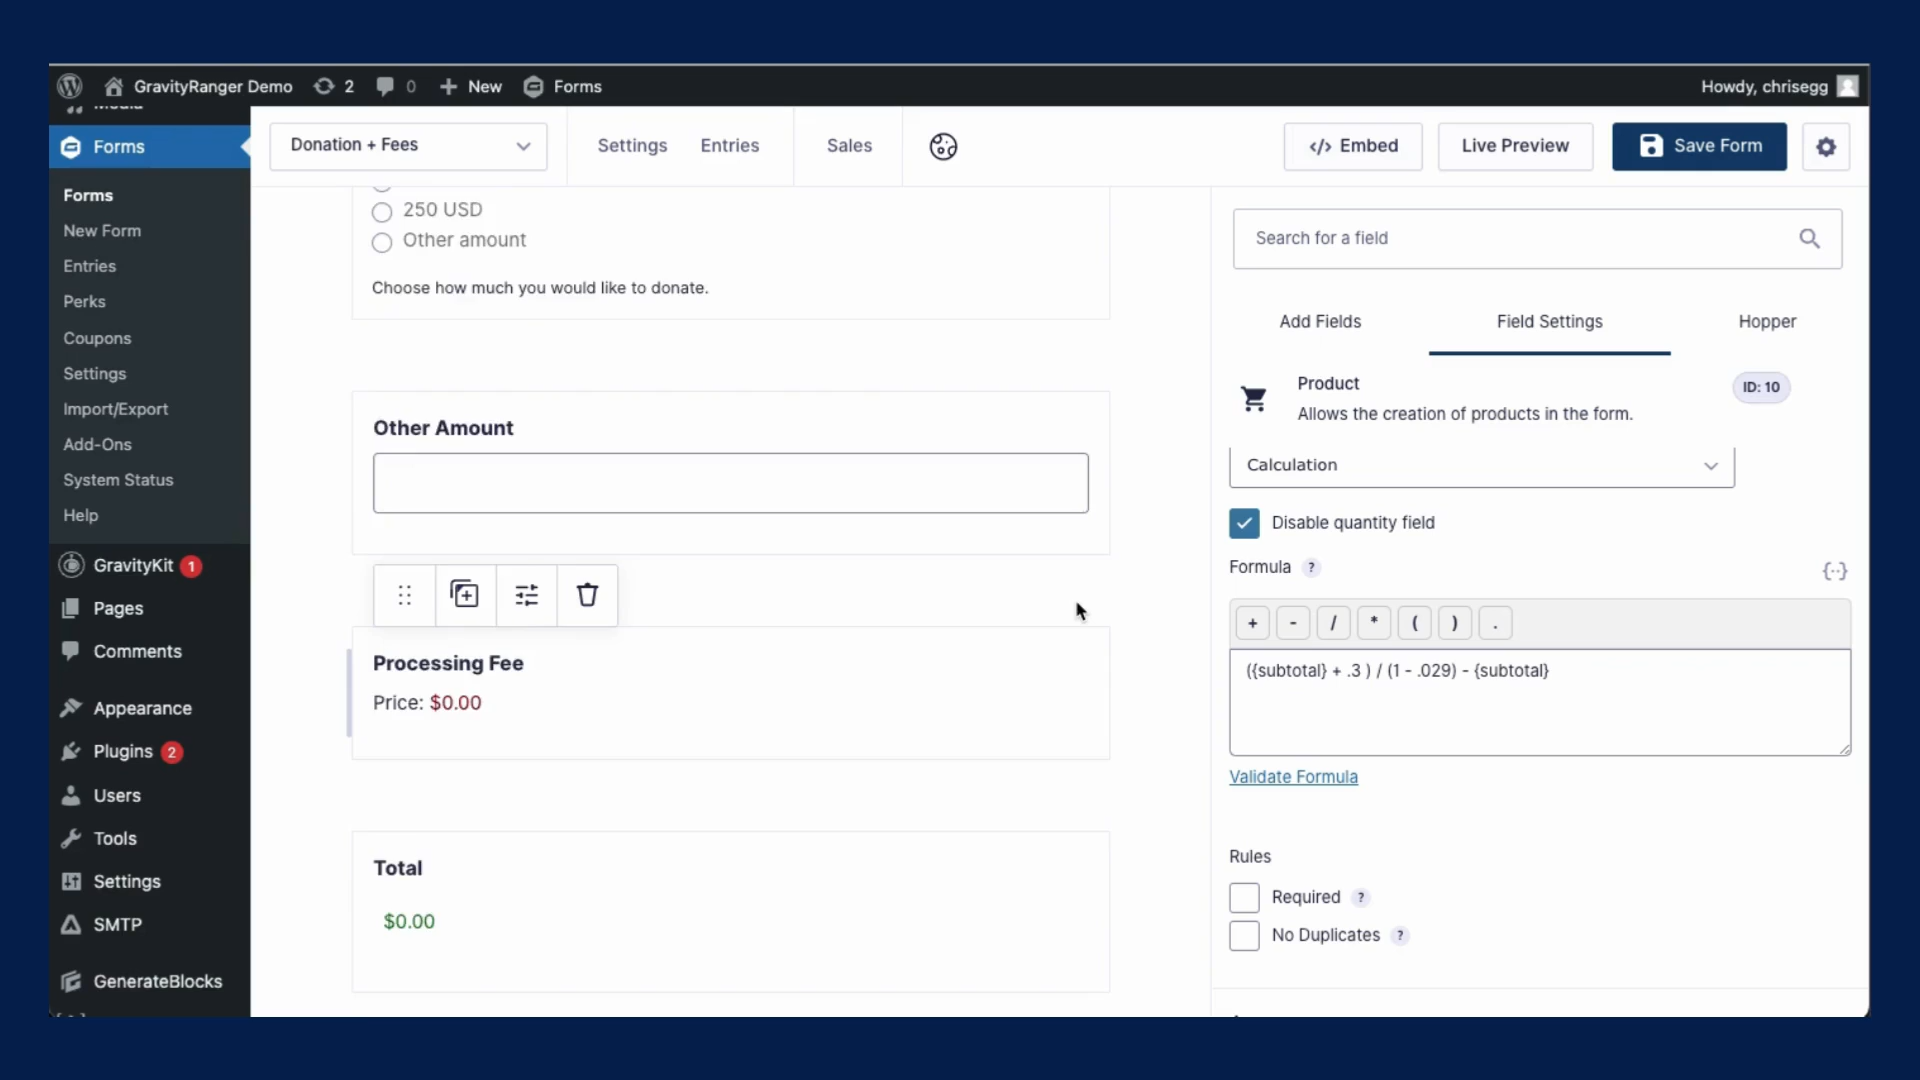 GravityRanger Demo
2
0
New
Forms
Howdy, chrisegg
Media
Forms
Forms
New Form
Entries
Perks
Coupons
Settings
Import/Export
Add-Ons
System Status
Help
GravityKit 1
Pages
Comments
Appearance
Plugins 2
Users
Tools
Settings
SMTP
GenerateBlocks
Donation + Fees
Settings
Entries
Sales
</> Embed
Live Preview
Save Form
250 USD
Other amount
Choose how much you would like to donate.
Other Amount
Processing Fee
Price: $0.00
Total
$0.00
Search for a field
Add Fields
Field Settings
Hopper
Product
ID: 10
Allows the creation of products in the form.
Calculation
Disable quantity field
Formula ?
{··}
+ - / * ( ) .
({subtotal} + .3 ) / (1 - .029) - {subtotal}
Validate Formula
Rules
Required ?
No Duplicates ?